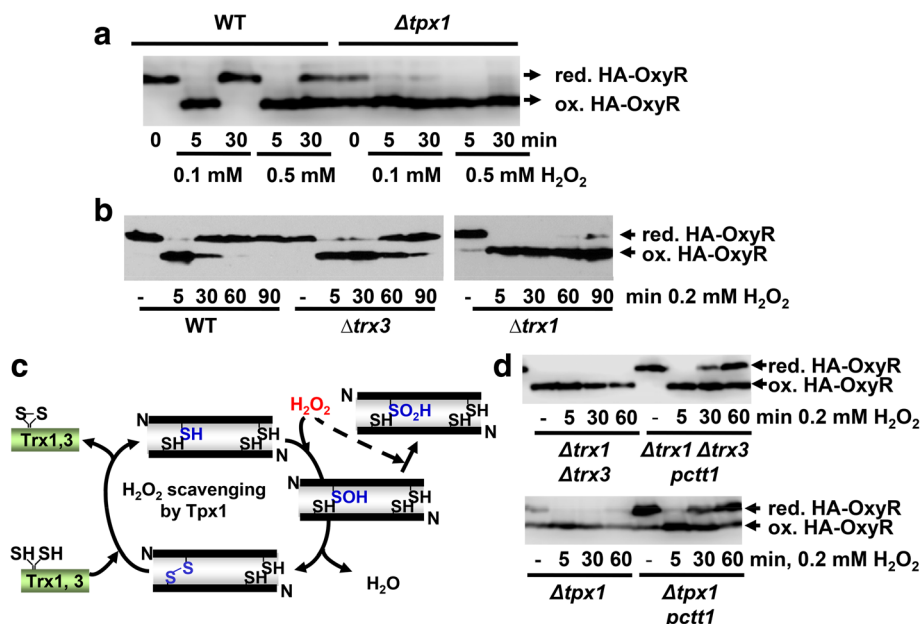 a
WT Δtpx1
red. HA-OxyR
ox. HA-OxyR
0 5 30 5 30 0 5 30 5 30 min
0.1 mM 0.5 mM 0.1 mM 0.5 mM H₂O₂
b
red. HA-OxyR
ox. HA-OxyR
- 5 30 60 90 - 5 30 60 90 - 5 30 60 90 min 0.2 mM H₂O₂
WT Δtrx3 Δtrx1
c
S-S
Trx1,3
N SH SH SH N
H₂O₂
N SO₂H SH SH SH N
H₂O₂ scavenging
by Tpx1
N SOH SH SH SH N
SH SH
Trx1, 3
N S-S SH SH N
H₂O
d
red. HA-OxyR
ox. HA-OxyR
- 5 30 60 - 5 30 60 min 0.2 mM H₂O₂
Δtrx1 Δtrx1 Δtrx3
Δtrx3 pctt1
red. HA-OxyR
ox. HA-OxyR
- 5 30 60 - 5 30 60 min, 0.2 mM H₂O₂
Δtpx1 Δtpx1
pctt1